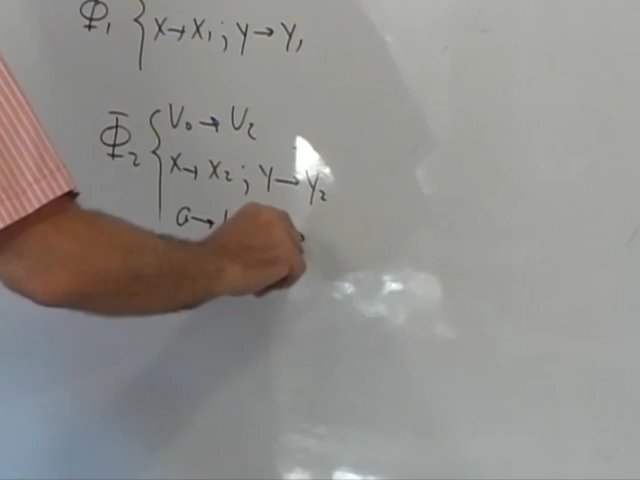 Φ₁ { X → X₁ ; Y → Y₁
V₀ → V₂
Φ₂ { X → X₂ ; Y → Y₂
a →